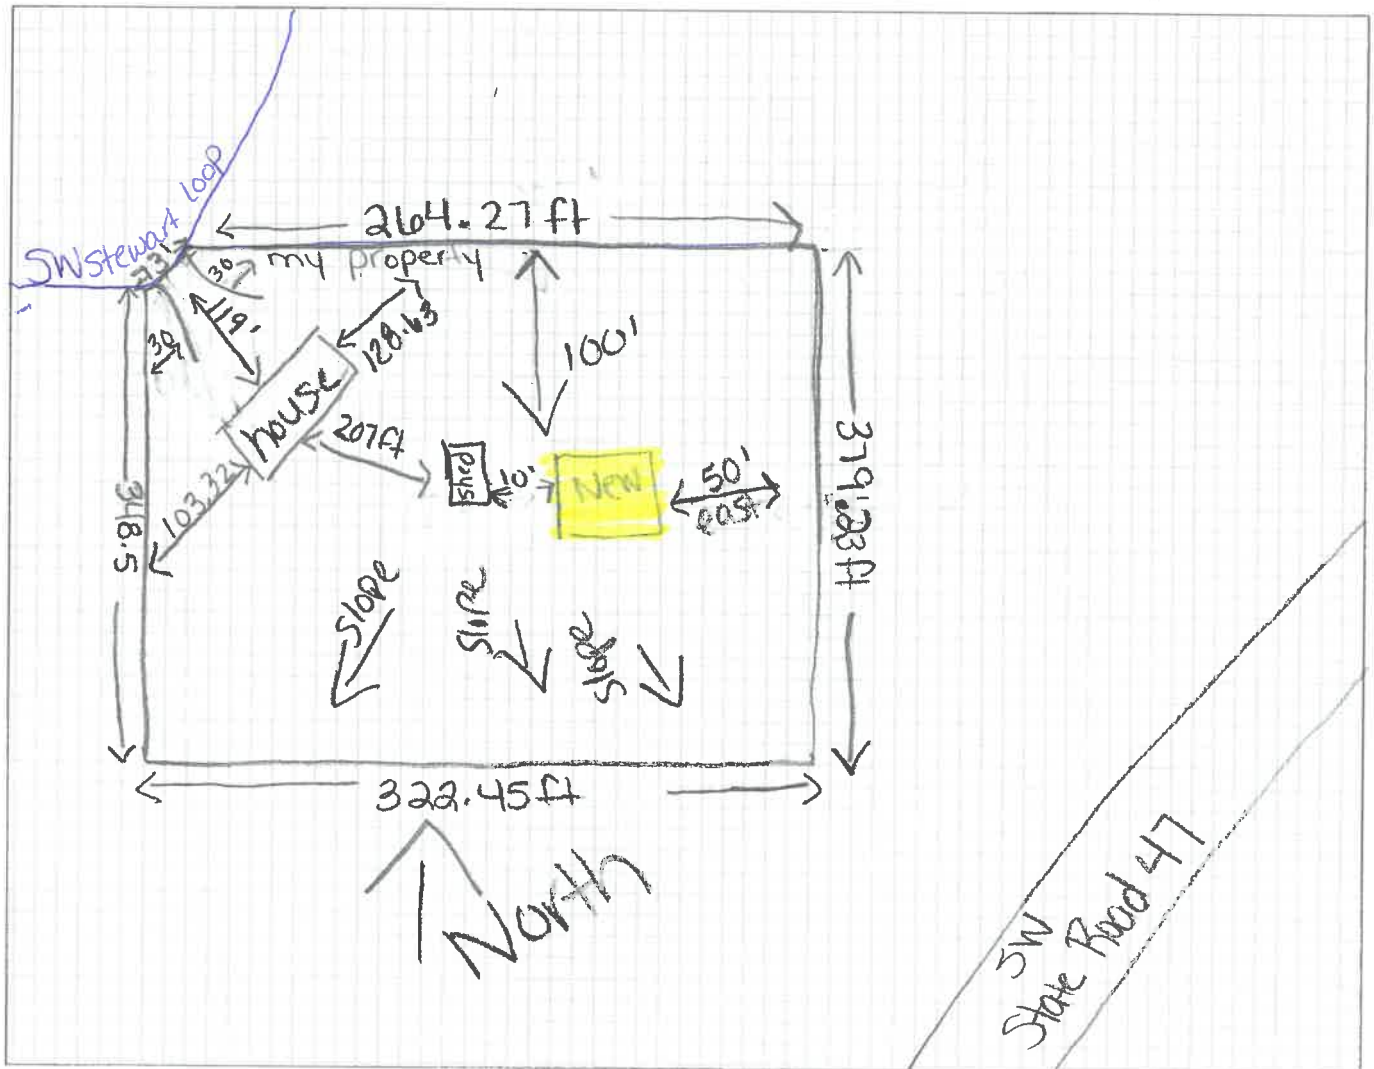 SW Stewart Loop
264.27 ft
my property
73'
30
119'
30
128.63
100'
house
207ft
shed
10'
New
50'
east
379.23 ft
103.32
348.5
slope
slope
slope
322.45 ft
North
SW
State Road 47